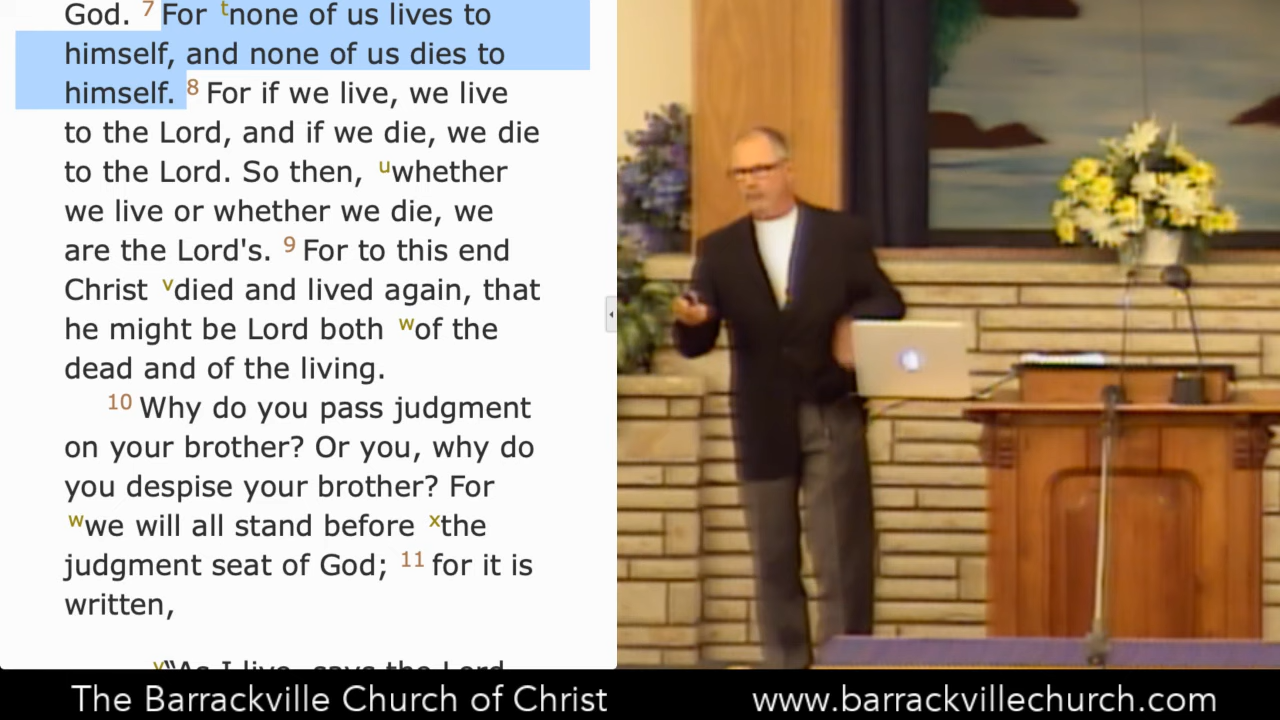 God. 7 For tnone of us lives to
himself, and none of us dies to
himself. 8 For if we live, we live
to the Lord, and if we die, we die
to the Lord. So then, uwhether
we live or whether we die, we
are the Lord's. 9 For to this end
Christ vdied and lived again, that
he might be Lord both wof the
dead and of the living.
10 Why do you pass judgment
on your brother? Or you, why do
you despise your brother? For
wwe will all stand before xthe
judgment seat of God; 11 for it is
written,
y“As I live, says the Lord,
The Barrackville Church of Christ
www.barrackvillechurch.com